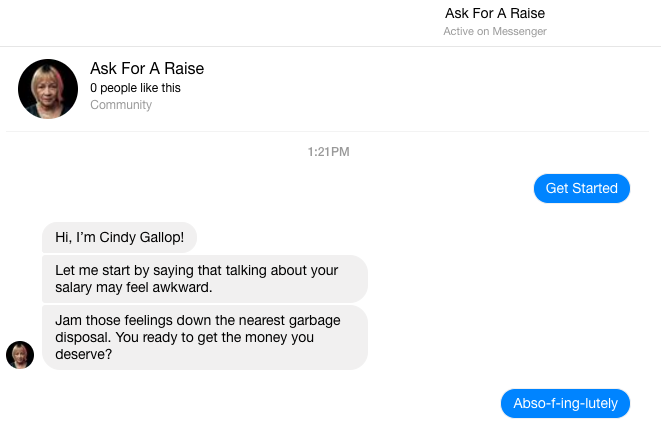 Ask For A Raise
Active on Messenger
Ask For A Raise
0 people like this
Community
1:21PM
Get Started
Hi, I’m Cindy Gallop!
Let me start by saying that talking about your
salary may feel awkward.
Jam those feelings down the nearest garbage
disposal. You ready to get the money you
deserve?
Abso-f-ing-lutely